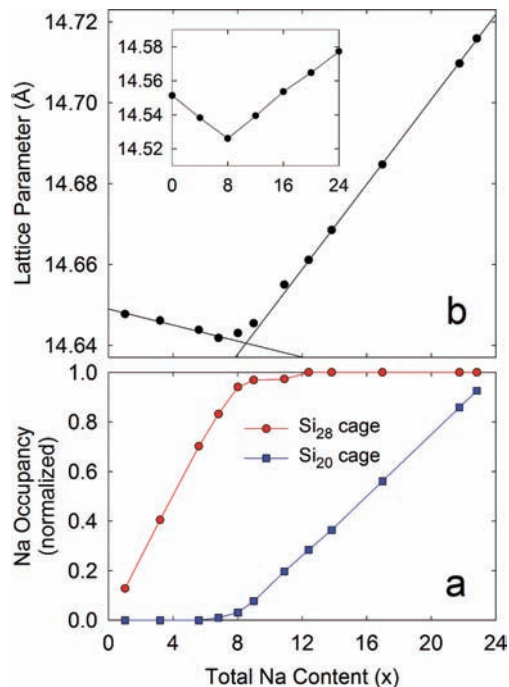 14.72
14.70
14.68
14.66
14.64
Lattice Parameter (Å)
14.58
14.56
14.54
14.52
0 8 16 24
b
1.0
0.8
0.6
0.4
0.2
0.0
Na Occupancy
(normalized)
Si28 cage
Si20 cage
a
0 4 8 12 16 20 24
Total Na Content (x)